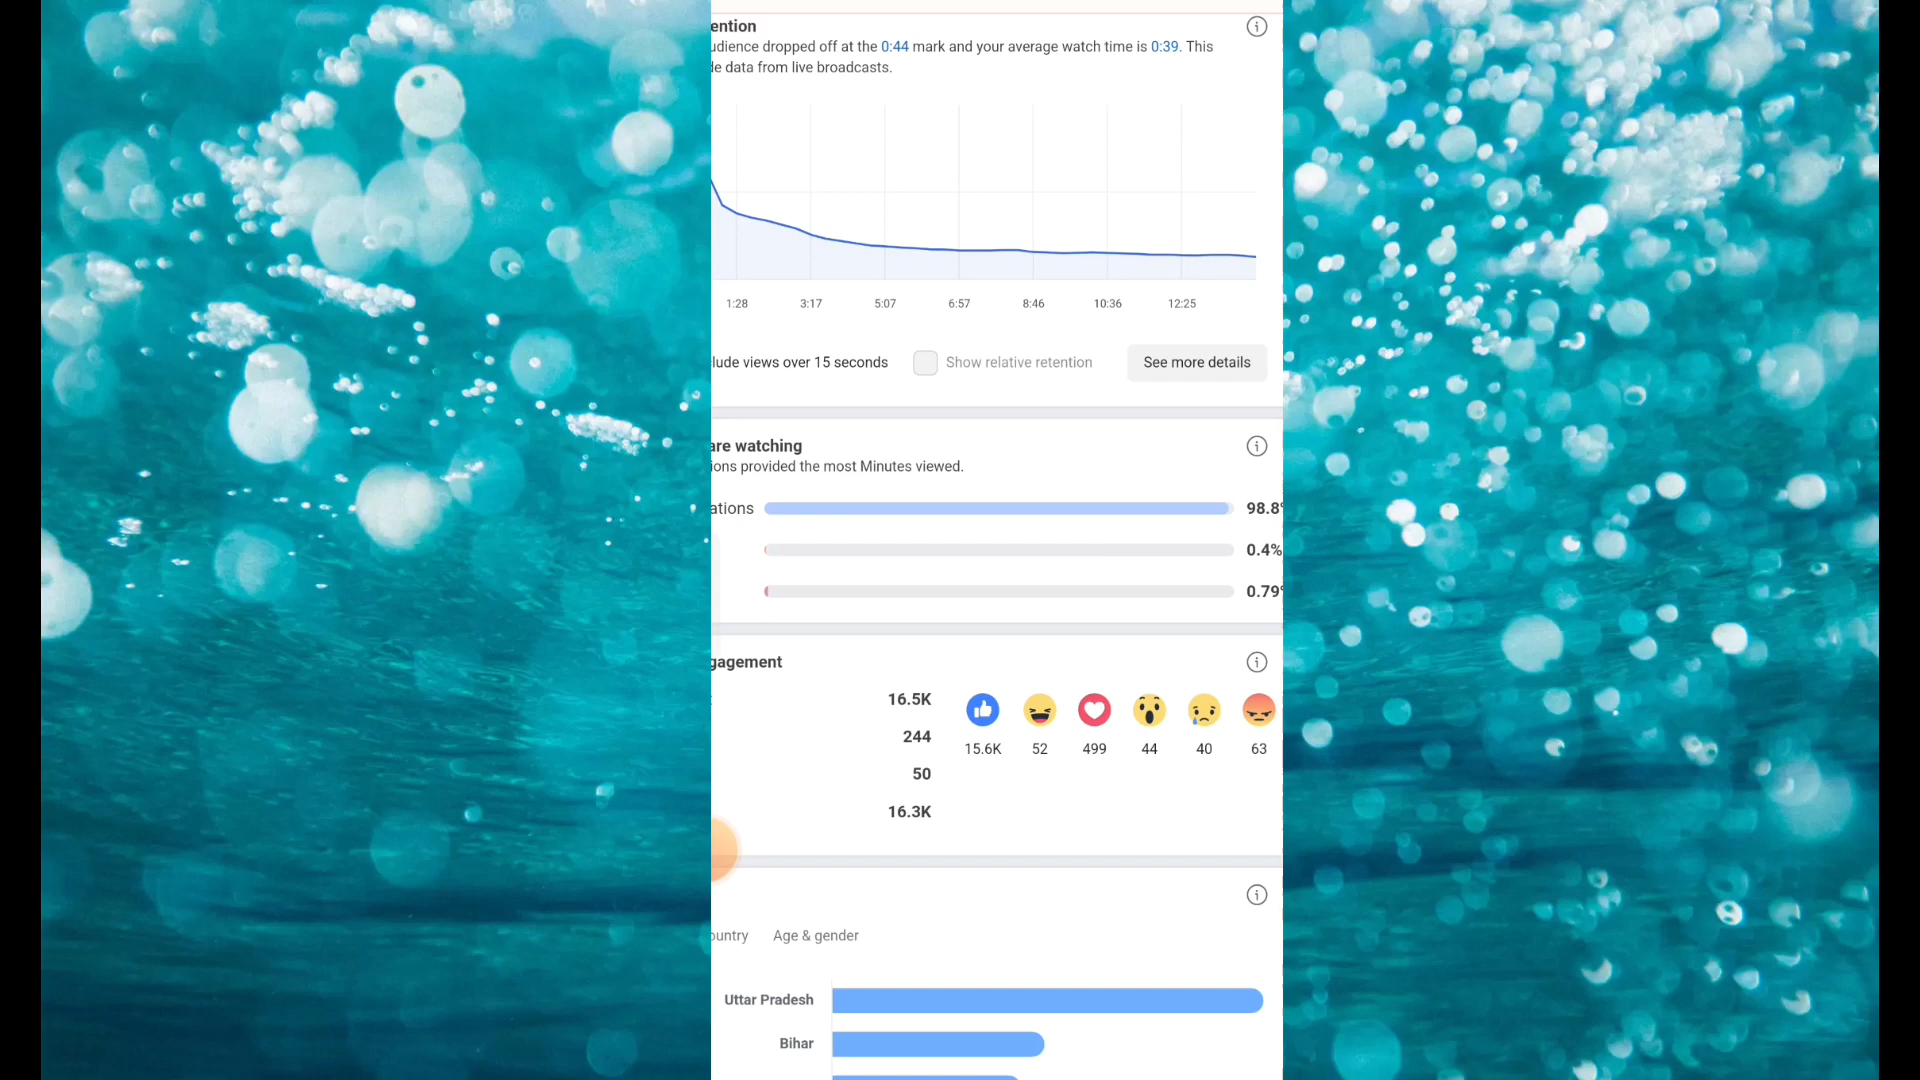 ention
udience dropped off at the 0:44 mark and your average watch time is 0:39. This
de data from live broadcasts.
1:28 3:17 5:07 6:57 8:46 10:36 12:25
lude views over 15 seconds Show relative retention See more details
are watching
ions provided the most Minutes viewed.
ations 98.8%
0.4%
0.79%
gagement
16.5K
244
50
16.3K
15.6K 52 499 44 40 63
ountry Age & gender
Uttar Pradesh
Bihar